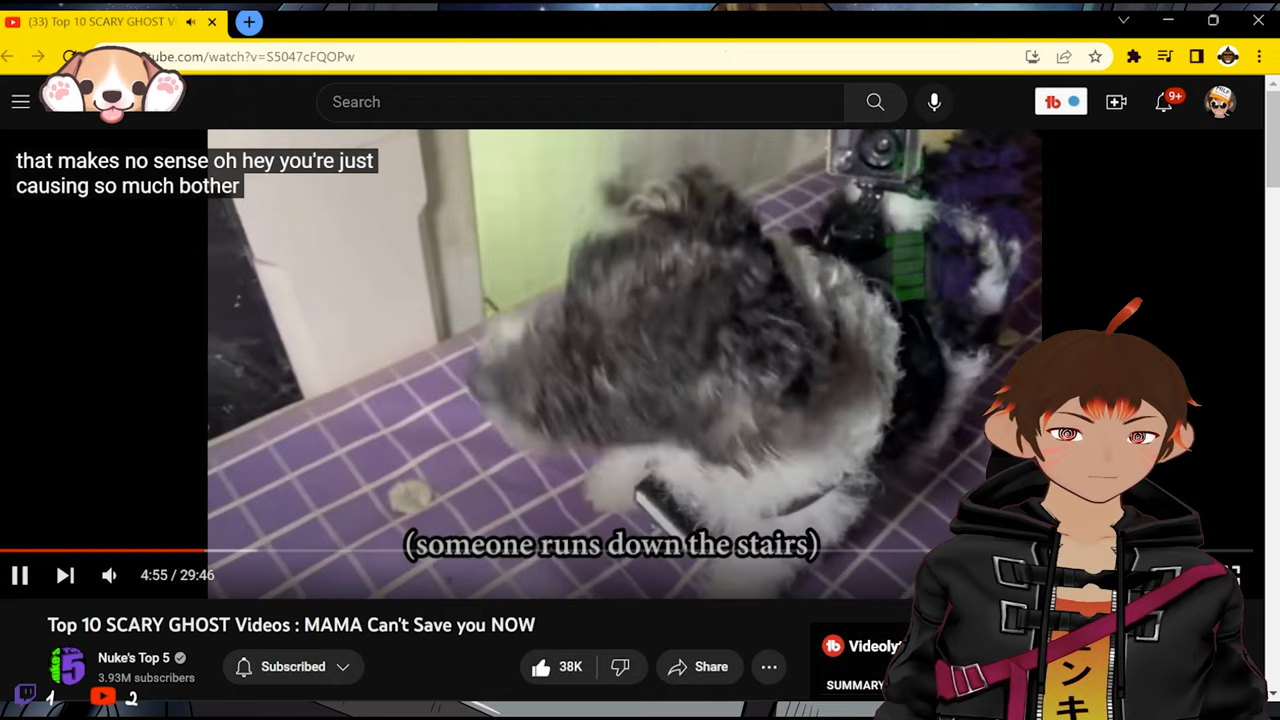 (33) Top 10 SCARY GHOST Vi
tube.com/watch?v=S5047cFQOPw
Search
9+
that makes no sense oh hey you're just
causing so much bother
(someone runs down the stairs)
4:55 / 29:46
Top 10 SCARY GHOST Videos : MAMA Can't Save you NOW
Nuke's Top 5
3.93M subscribers
Subscribed
38K
Share
Videoly
SUMMARY
1
2
ンキ